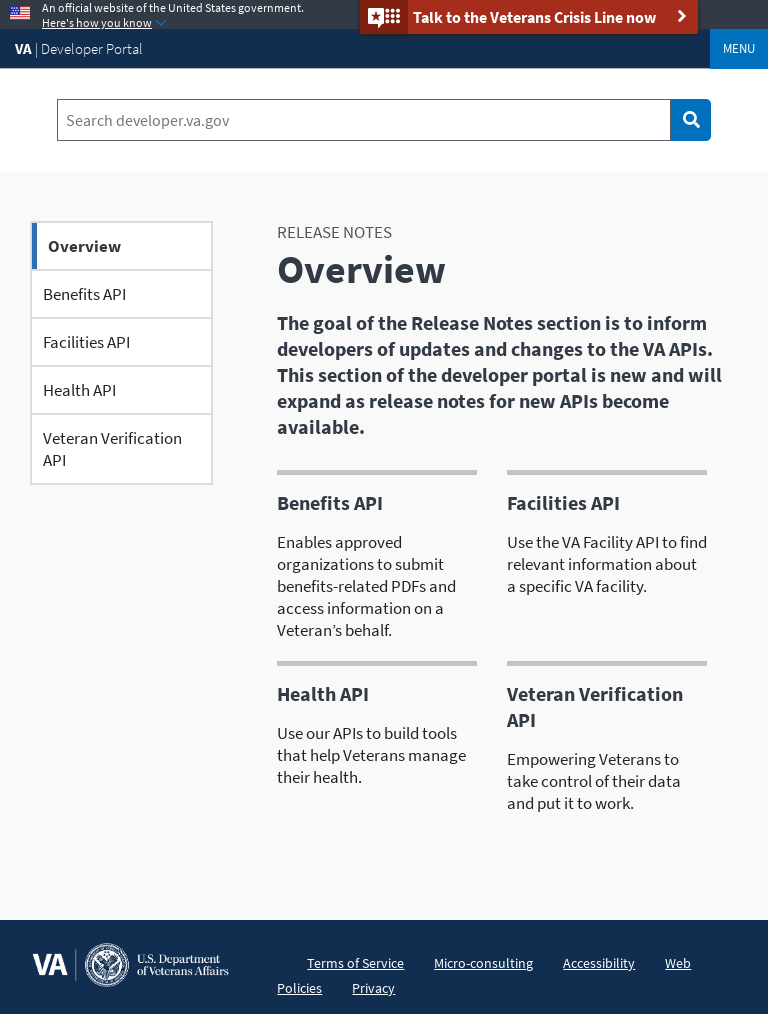 An official website of the United States government.
Here's how you know
Talk to the Veterans Crisis Line now
VA | Developer Portal
MENU
Search developer.va.gov
Overview
Benefits API
Facilities API
Health API
Veteran Verification
API
RELEASE NOTES
Overview
The goal of the Release Notes section is to inform
developers of updates and changes to the VA APIs.
This section of the developer portal is new and will
expand as release notes for new APIs become
available.
Benefits API
Enables approved
organizations to submit
benefits-related PDFs and
access information on a
Veteran’s behalf.
Facilities API
Use the VA Facility API to find
relevant information about
a specific VA facility.
Health API
Use our APIs to build tools
that help Veterans manage
their health.
Veteran Verification
API
Empowering Veterans to
take control of their data
and put it to work.
VA
U.S. Department
of Veterans Affairs
Terms of Service Micro-consulting Accessibility Web
Policies Privacy